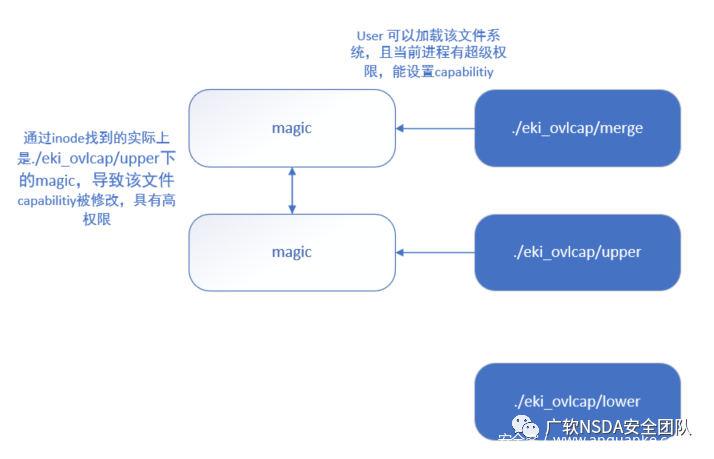 User 可以加载该文件系
统，且当前进程有超级权
限，能设置capabilitiy
magic
./eki_ovlcap/merge
通过inode找到的实际上
是./eki_ovlcap/upper下
的magic，导致该文件
capabilitiy被修改，具有高
权限
magic
./eki_ovlcap/upper
./eki_ovlcap/lower
广软NSDA安全团队